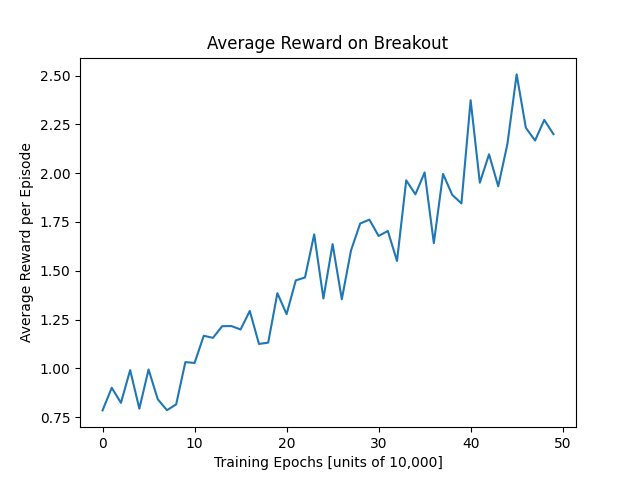 Average Reward on Breakout
Average Reward per Episode
2.50
2.25
2.00
1.75
1.50
1.25
1.00
0.75
0 10 20 30 40 50
Training Epochs [units of 10,000]